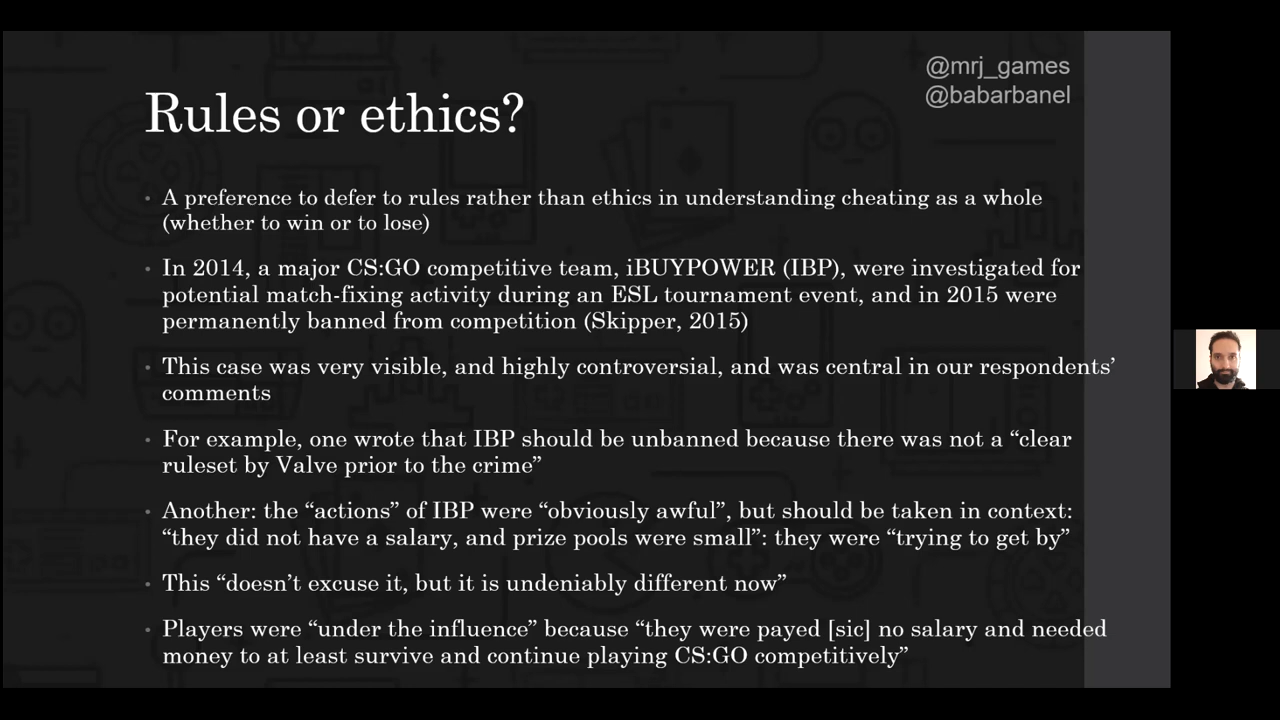 @mrj_games
@babarbanel
Rules or ethics?
• A preference to defer to rules rather than ethics in understanding cheating as a whole
(whether to win or to lose)
• In 2014, a major CS:GO competitive team, iBUYPOWER (IBP), were investigated for
potential match-fixing activity during an ESL tournament event, and in 2015 were
permanently banned from competition (Skipper, 2015)
• This case was very visible, and highly controversial, and was central in our respondents’
comments
• For example, one wrote that IBP should be unbanned because there was not a “clear
ruleset by Valve prior to the crime”
• Another: the “actions” of IBP were “obviously awful”, but should be taken in context:
“they did not have a salary, and prize pools were small”: they were “trying to get by”
• This “doesn’t excuse it, but it is undeniably different now”
• Players were “under the influence” because “they were payed [sic] no salary and needed
money to at least survive and continue playing CS:GO competitively”